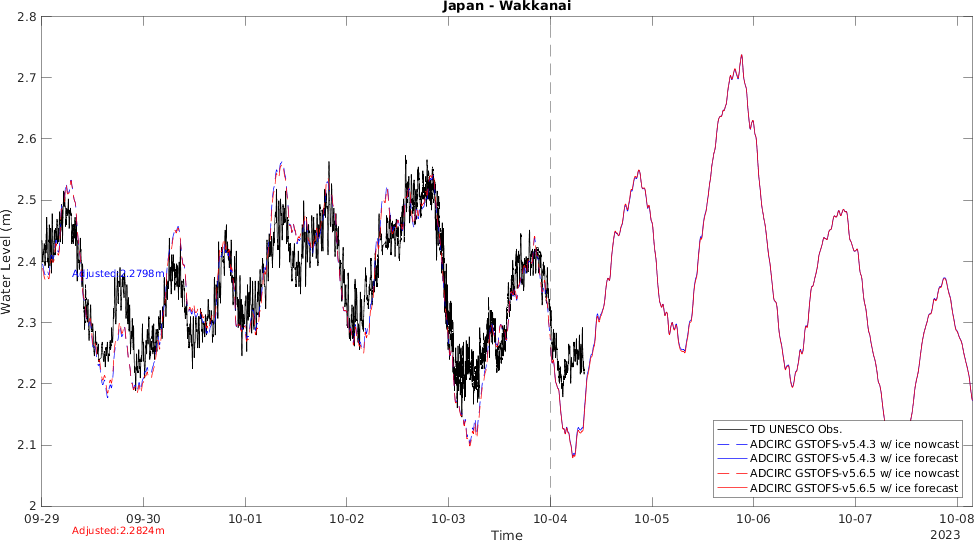 Japan - Wakkanai
2.8
2.7
2.6
2.5
2.4
2.3
2.2
2.1
2
Water Level (m)
Adjusted:2.2798m
TD UNESCO Obs.
ADCIRC GSTOFS-v5.4.3 w/ ice nowcast
ADCIRC GSTOFS-v5.4.3 w/ ice forecast
ADCIRC GSTOFS-v5.6.5 w/ ice nowcast
ADCIRC GSTOFS-v5.6.5 w/ ice forecast
09-29 09-30 10-01 10-02 10-03 10-04 10-05 10-06 10-07 10-08
Adjusted:2.2824m
Time
2023